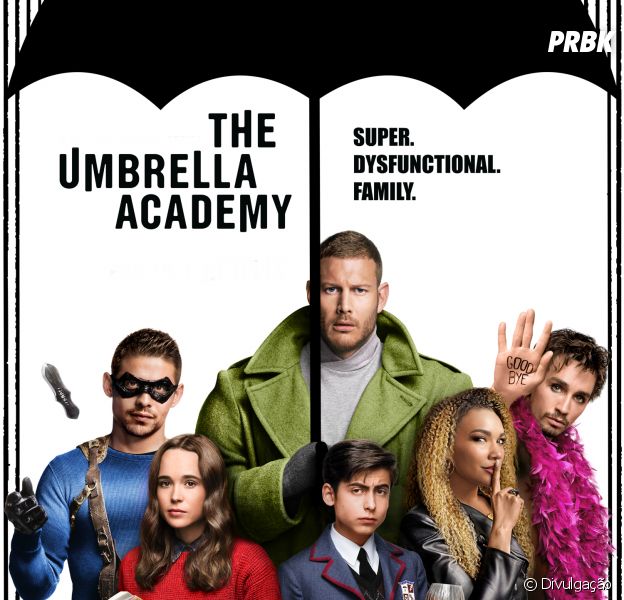 PRBK
THE
UMBRELLA
ACADEMY
SUPER.
DYSFUNCTIONAL.
FAMILY.
GOOD
BYE
© Divulgação